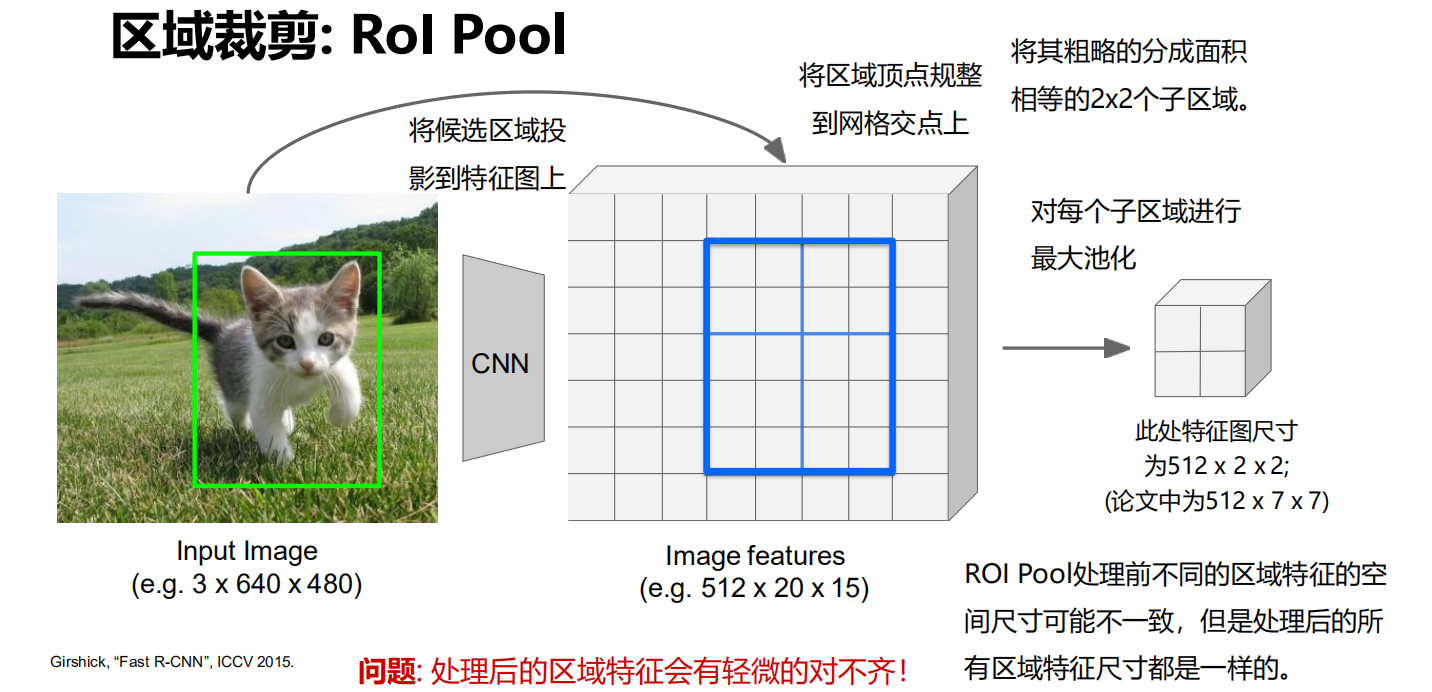 区域裁剪: RoI Pool
将候选区域投
影到特征图上
将区域顶点规整
到网格交点上
将其粗略的分成面积
相等的2x2个子区域。
CNN
对每个子区域进行
最大池化
此处特征图尺寸
为512 x 2 x 2;
(论文中为512 x 7 x 7)
Input Image
(e.g. 3 x 640 x 480)
Image features
(e.g. 512 x 20 x 15)
ROI Pool处理前不同的区域特征的空
间尺寸可能不一致，但是处理后的所
有区域特征尺寸都是一样的。
Girshick, “Fast R-CNN”, ICCV 2015.
问题: 处理后的区域特征会有轻微的对不齐！